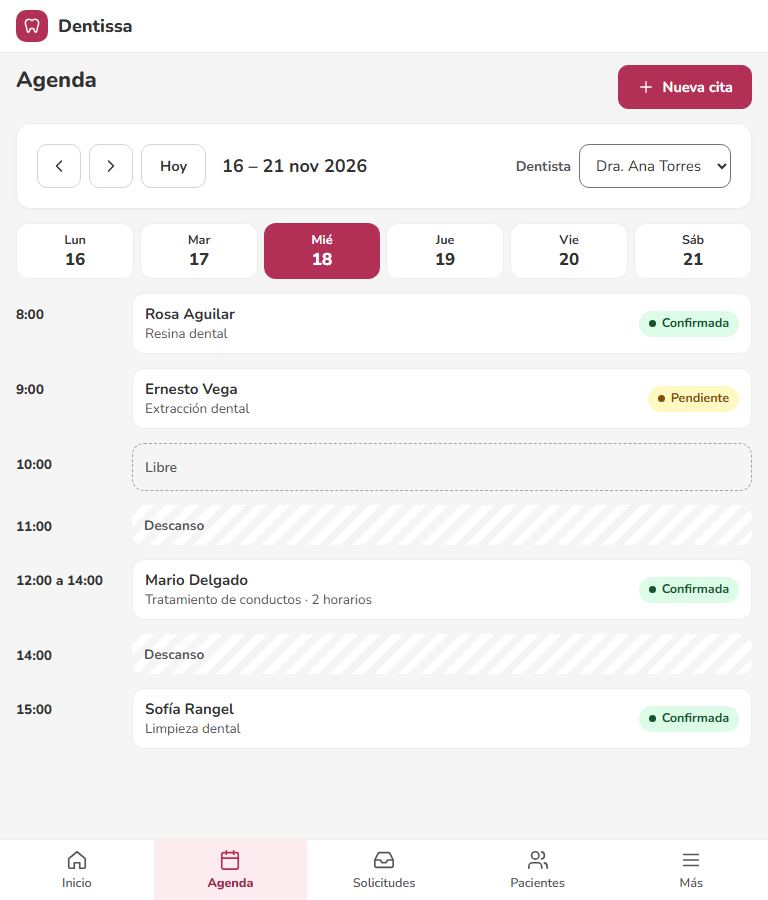 Dentissa
Agenda
Nueva cita
Hoy
16 – 21 nov 2026
Dentista
Dra. Ana Torres
Lun
16
Mar
17
Mié
18
Jue
19
Vie
20
Sáb
21
8:00
Rosa Aguilar
Resina dental
Confirmada
9:00
Ernesto Vega
Extracción dental
Pendiente
10:00
Libre
11:00
Descanso
12:00 a 14:00
Mario Delgado
Tratamiento de conductos · 2 horarios
Confirmada
14:00
Descanso
15:00
Sofía Rangel
Limpieza dental
Confirmada
Inicio
Agenda
Solicitudes
Pacientes
Más